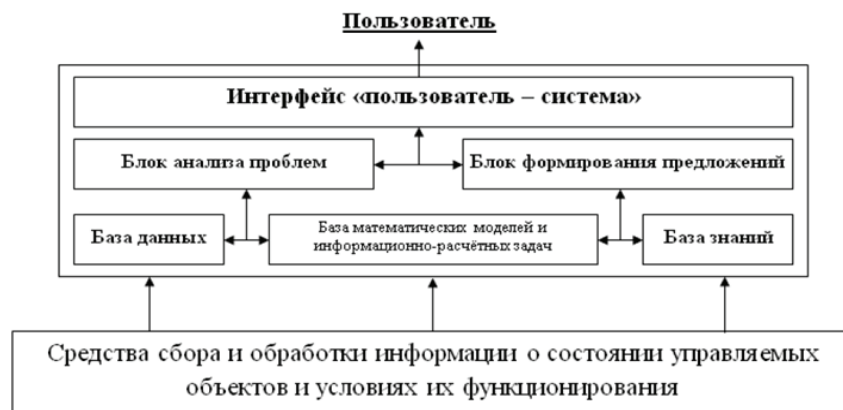 Пользователь
Интерфейс «пользователь – система»
Блок анализа проблем
Блок формирования предложений
База данных
База математических моделей и
информационно-расчётных задач
База знаний
Средства сбора и обработки информации о состоянии управляемых
объектов и условиях их функционирования